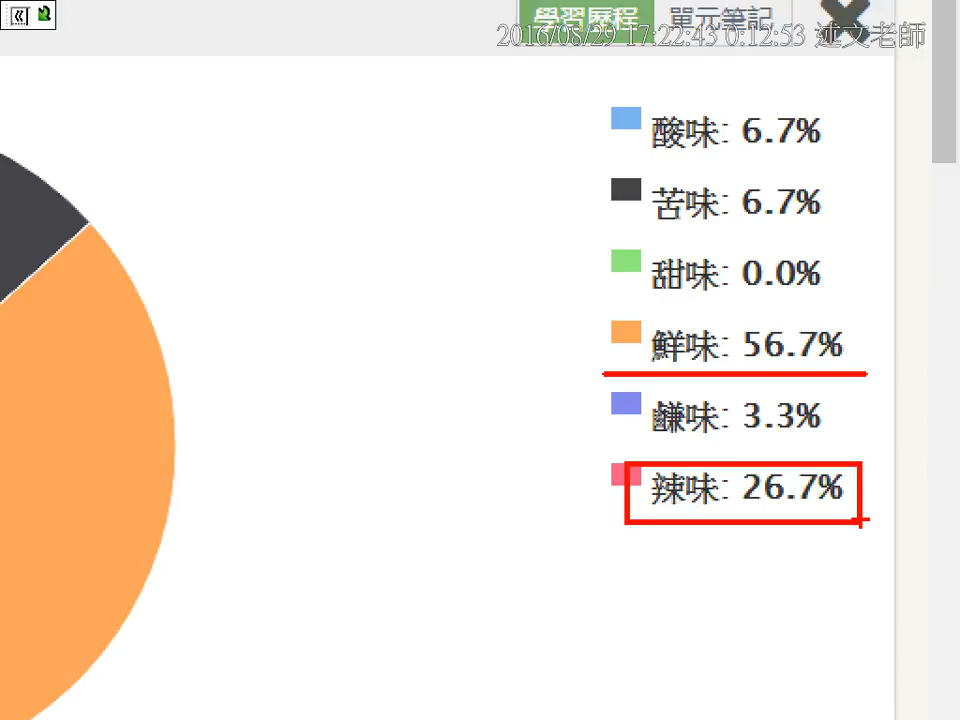 學習歷程 單元筆記
2016/08/29 17:22:43 0:12:53 述文老師
酸味: 6.7%
苦味: 6.7%
甜味: 0.0%
鮮味: 56.7%
鹹味: 3.3%
辣味: 26.7%